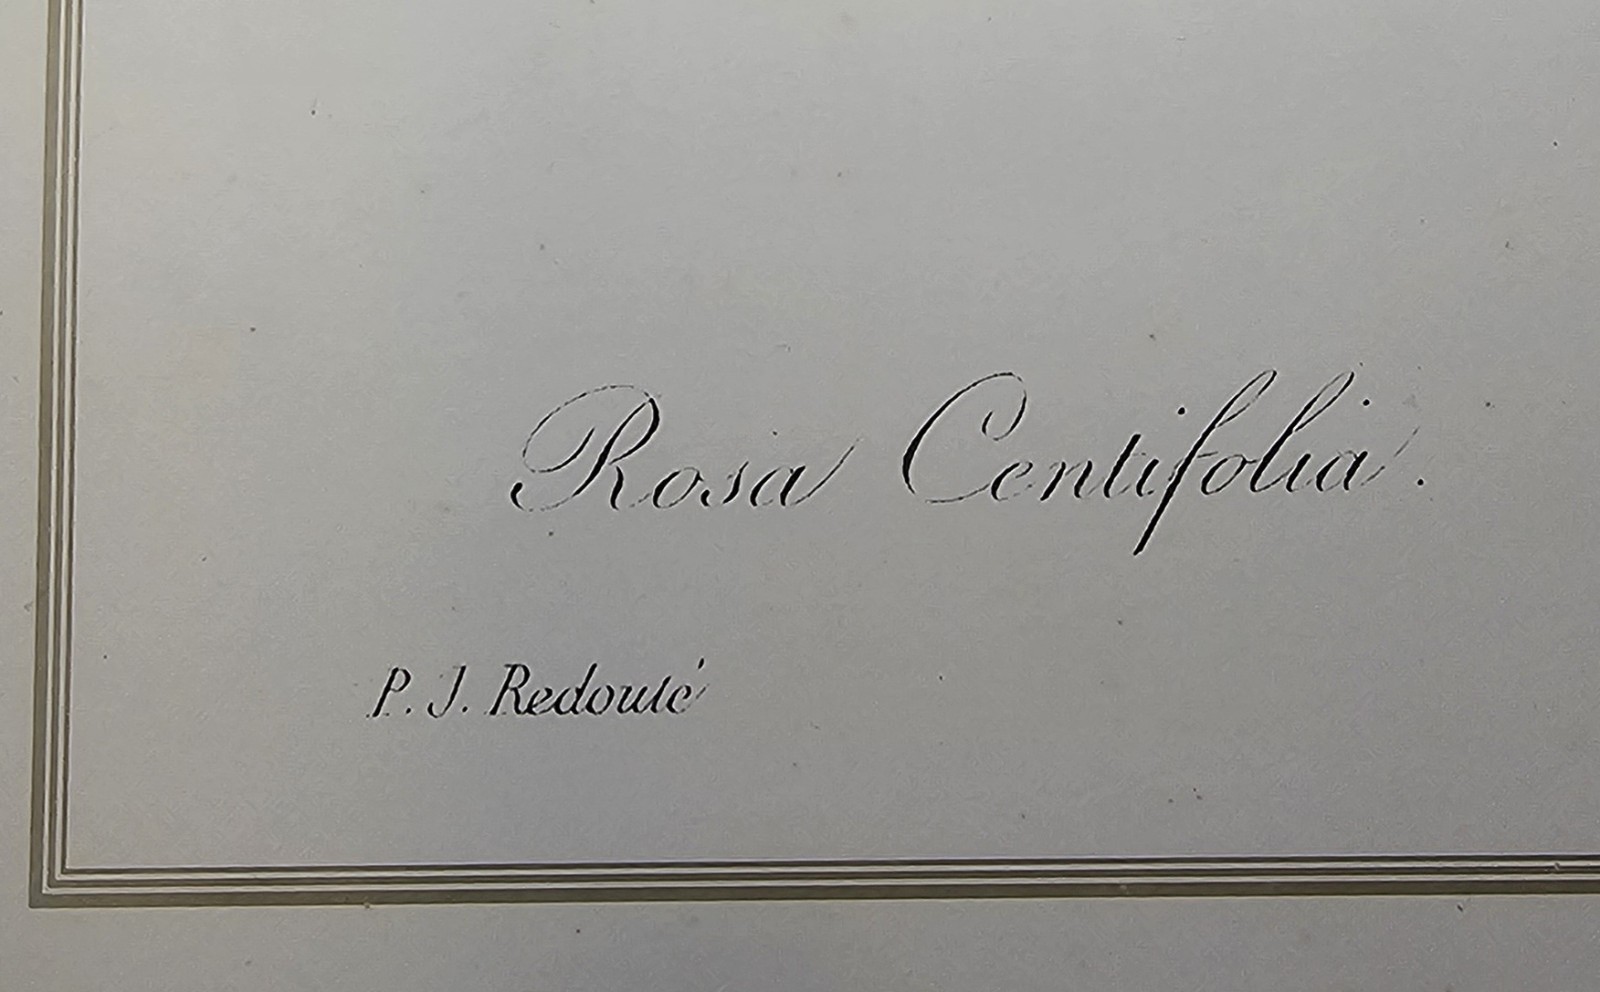 Rosa Centifolia.
P. J. Redouté